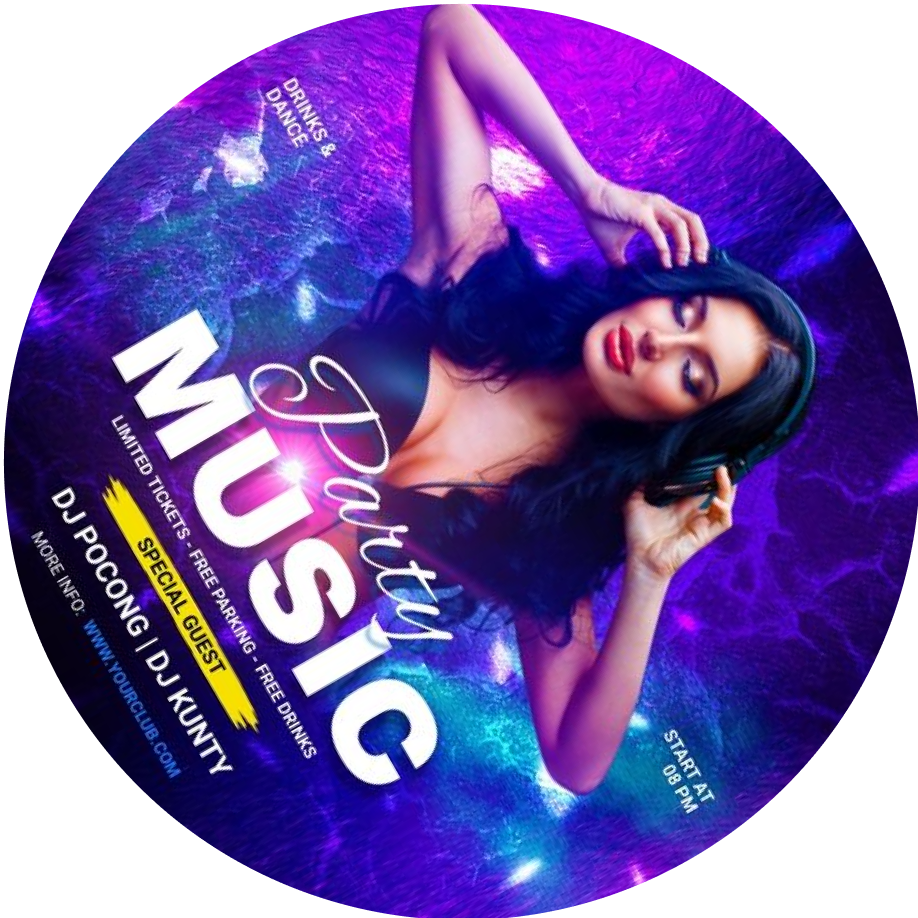 DRINKS &
DANCE
START AT
08 PM
Party
MUSIC
LIMITED TICKETS - FREE PARKING - FREE DRINKS
SPECIAL GUEST
DJ POCONG | DJ KUNTY
MORE INFO: WWW.YOURCLUB.COM